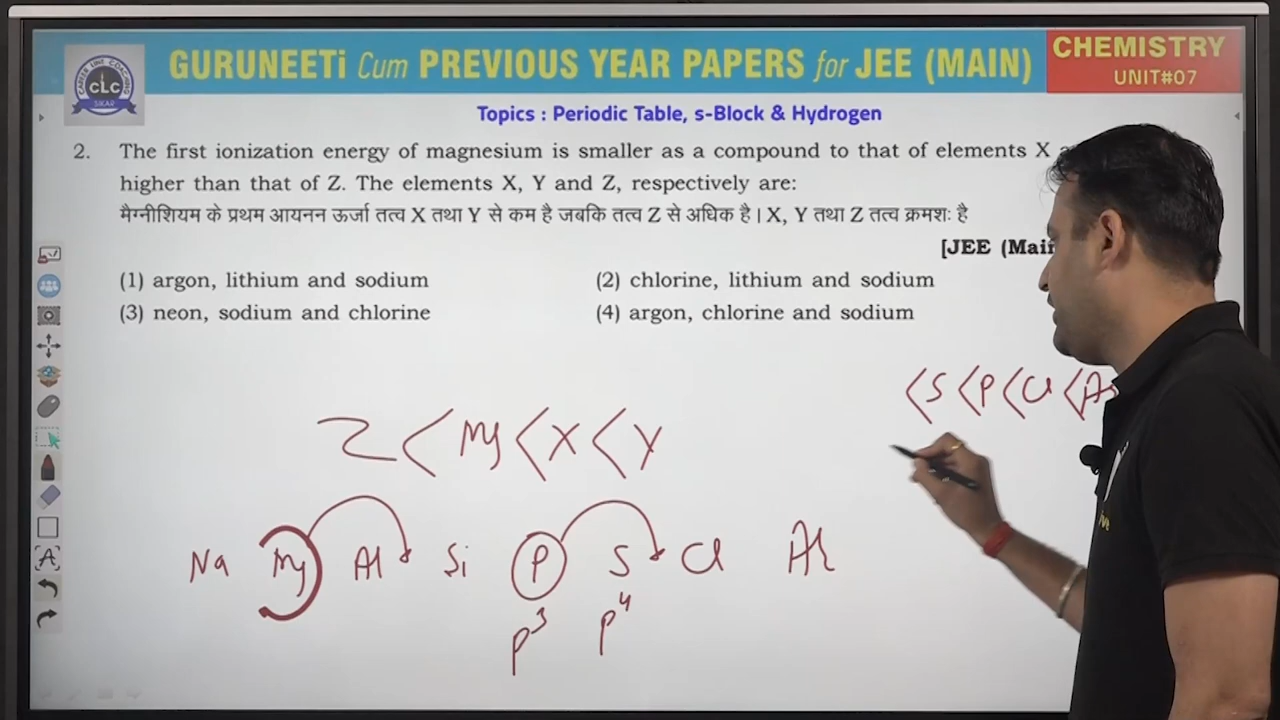 GURUNEETi Cum PREVIOUS YEAR PAPERS for JEE (MAIN)
CHEMISTRY
UNIT#07
CLC
SIKAR
Topics : Periodic Table, s-Block & Hydrogen
2. The first ionization energy of magnesium is smaller as a compound to that of elements X
higher than that of Z. The elements X, Y and Z, respectively are:
मैग्नीशियम के प्रथम आयनन ऊर्जा तत्व X तथा Y से कम है जबकि तत्व Z से अधिक है। X, Y तथा Z तत्व क्रमशः है
[JEE (Main
(1) argon, lithium and sodium
(2) chlorine, lithium and sodium
(3) neon, sodium and chlorine
(4) argon, chlorine and sodium
<S<P<Cl<Ar
Z<Mg<X<Y
Na Mg Al Si P S Cl Ar
p³ p⁴